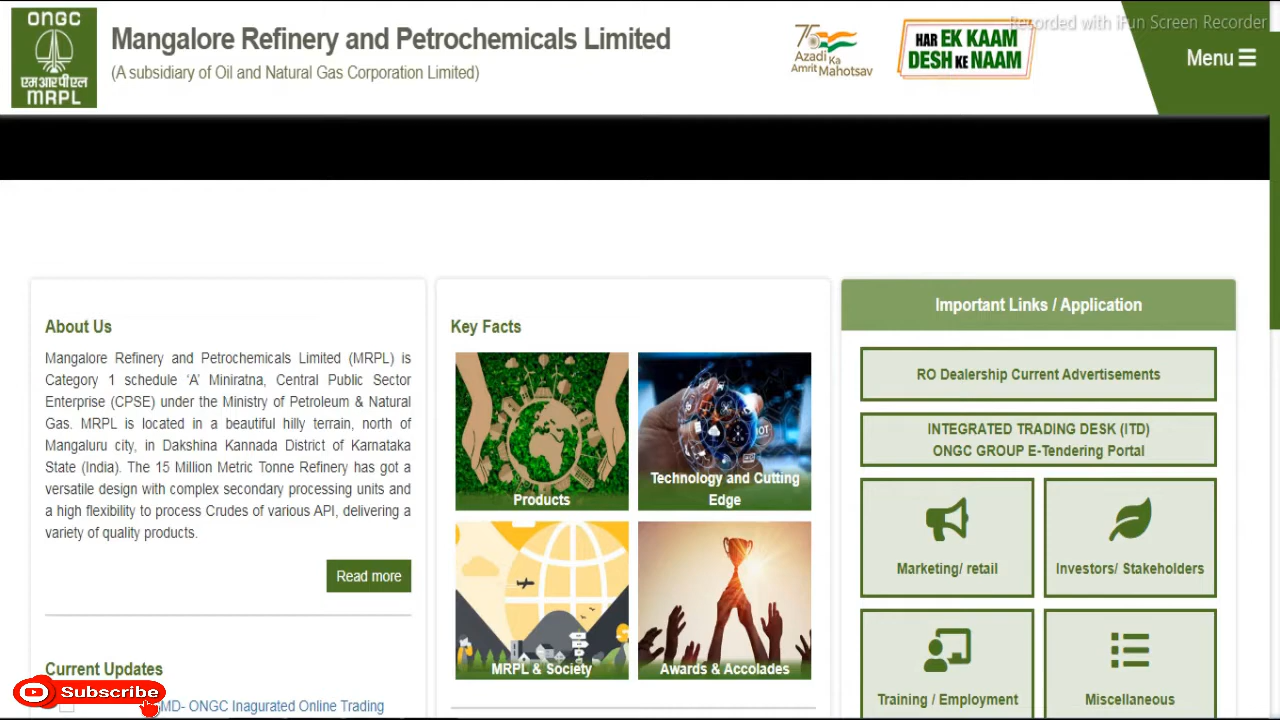 ONGC
एमआरपीएल
MRPL
Mangalore Refinery and Petrochemicals Limited
(A subsidiary of Oil and Natural Gas Corporation Limited)
75
Azadi Ka
Amrit Mahotsav
HAR EK KAAM
DESH KE NAAM
Recorded with iFun Screen Recorder
Menu
About Us
Mangalore Refinery and Petrochemicals Limited (MRPL) is
Category 1 schedule ‘A’ Miniratna, Central Public Sector
Enterprise (CPSE) under the Ministry of Petroleum & Natural
Gas. MRPL is located in a beautiful hilly terrain, north of
Mangaluru city, in Dakshina Kannada District of Karnataka
State (India). The 15 Million Metric Tonne Refinery has got a
versatile design with complex secondary processing units and
a high flexibility to process Crudes of various API, delivering a
variety of quality products.
Read more
Current Updates
MD- ONGC Inagurated Online Trading
Subscribe
Key Facts
Products
IOT
Technology and Cutting
Edge
MRPL & Society
Awards & Accolades
Important Links / Application
RO Dealership Current Advertisements
INTEGRATED TRADING DESK (ITD)
ONGC GROUP E-Tendering Portal
Marketing/ retail
Investors/ Stakeholders
Training / Employment
Miscellaneous